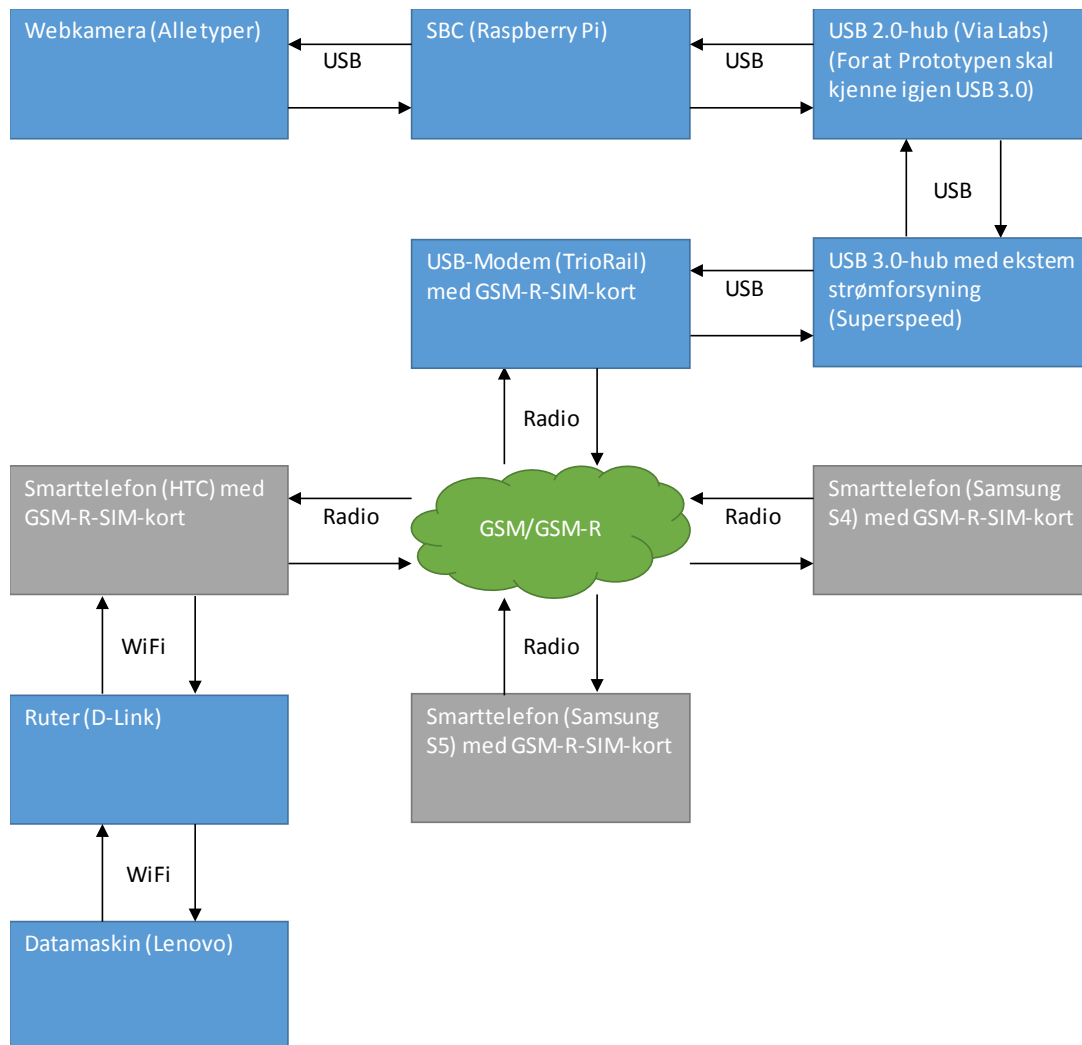 Webkamera (Alle typer)
USB
SBC (Raspberry Pi)
USB
USB 2.0-hub (Via Labs)
(For at Prototypen skal
kjenne igjen USB 3.0)
USB
USB-Modem (TrioRail)
med GSM-R-SIM-kort
USB
USB 3.0-hub med ekstern
strømforsyning
(Superspeed)
Radio
Smarttelefon (HTC) med
GSM-R-SIM-kort
Radio
GSM/GSM-R
Radio
Smarttelefon (Samsung
S4) med GSM-R-SIM-kort
WiFi
Radio
Ruter (D-Link)
Smarttelefon (Samsung
S5) med GSM-R-SIM-kort
WiFi
Datamaskin (Lenovo)